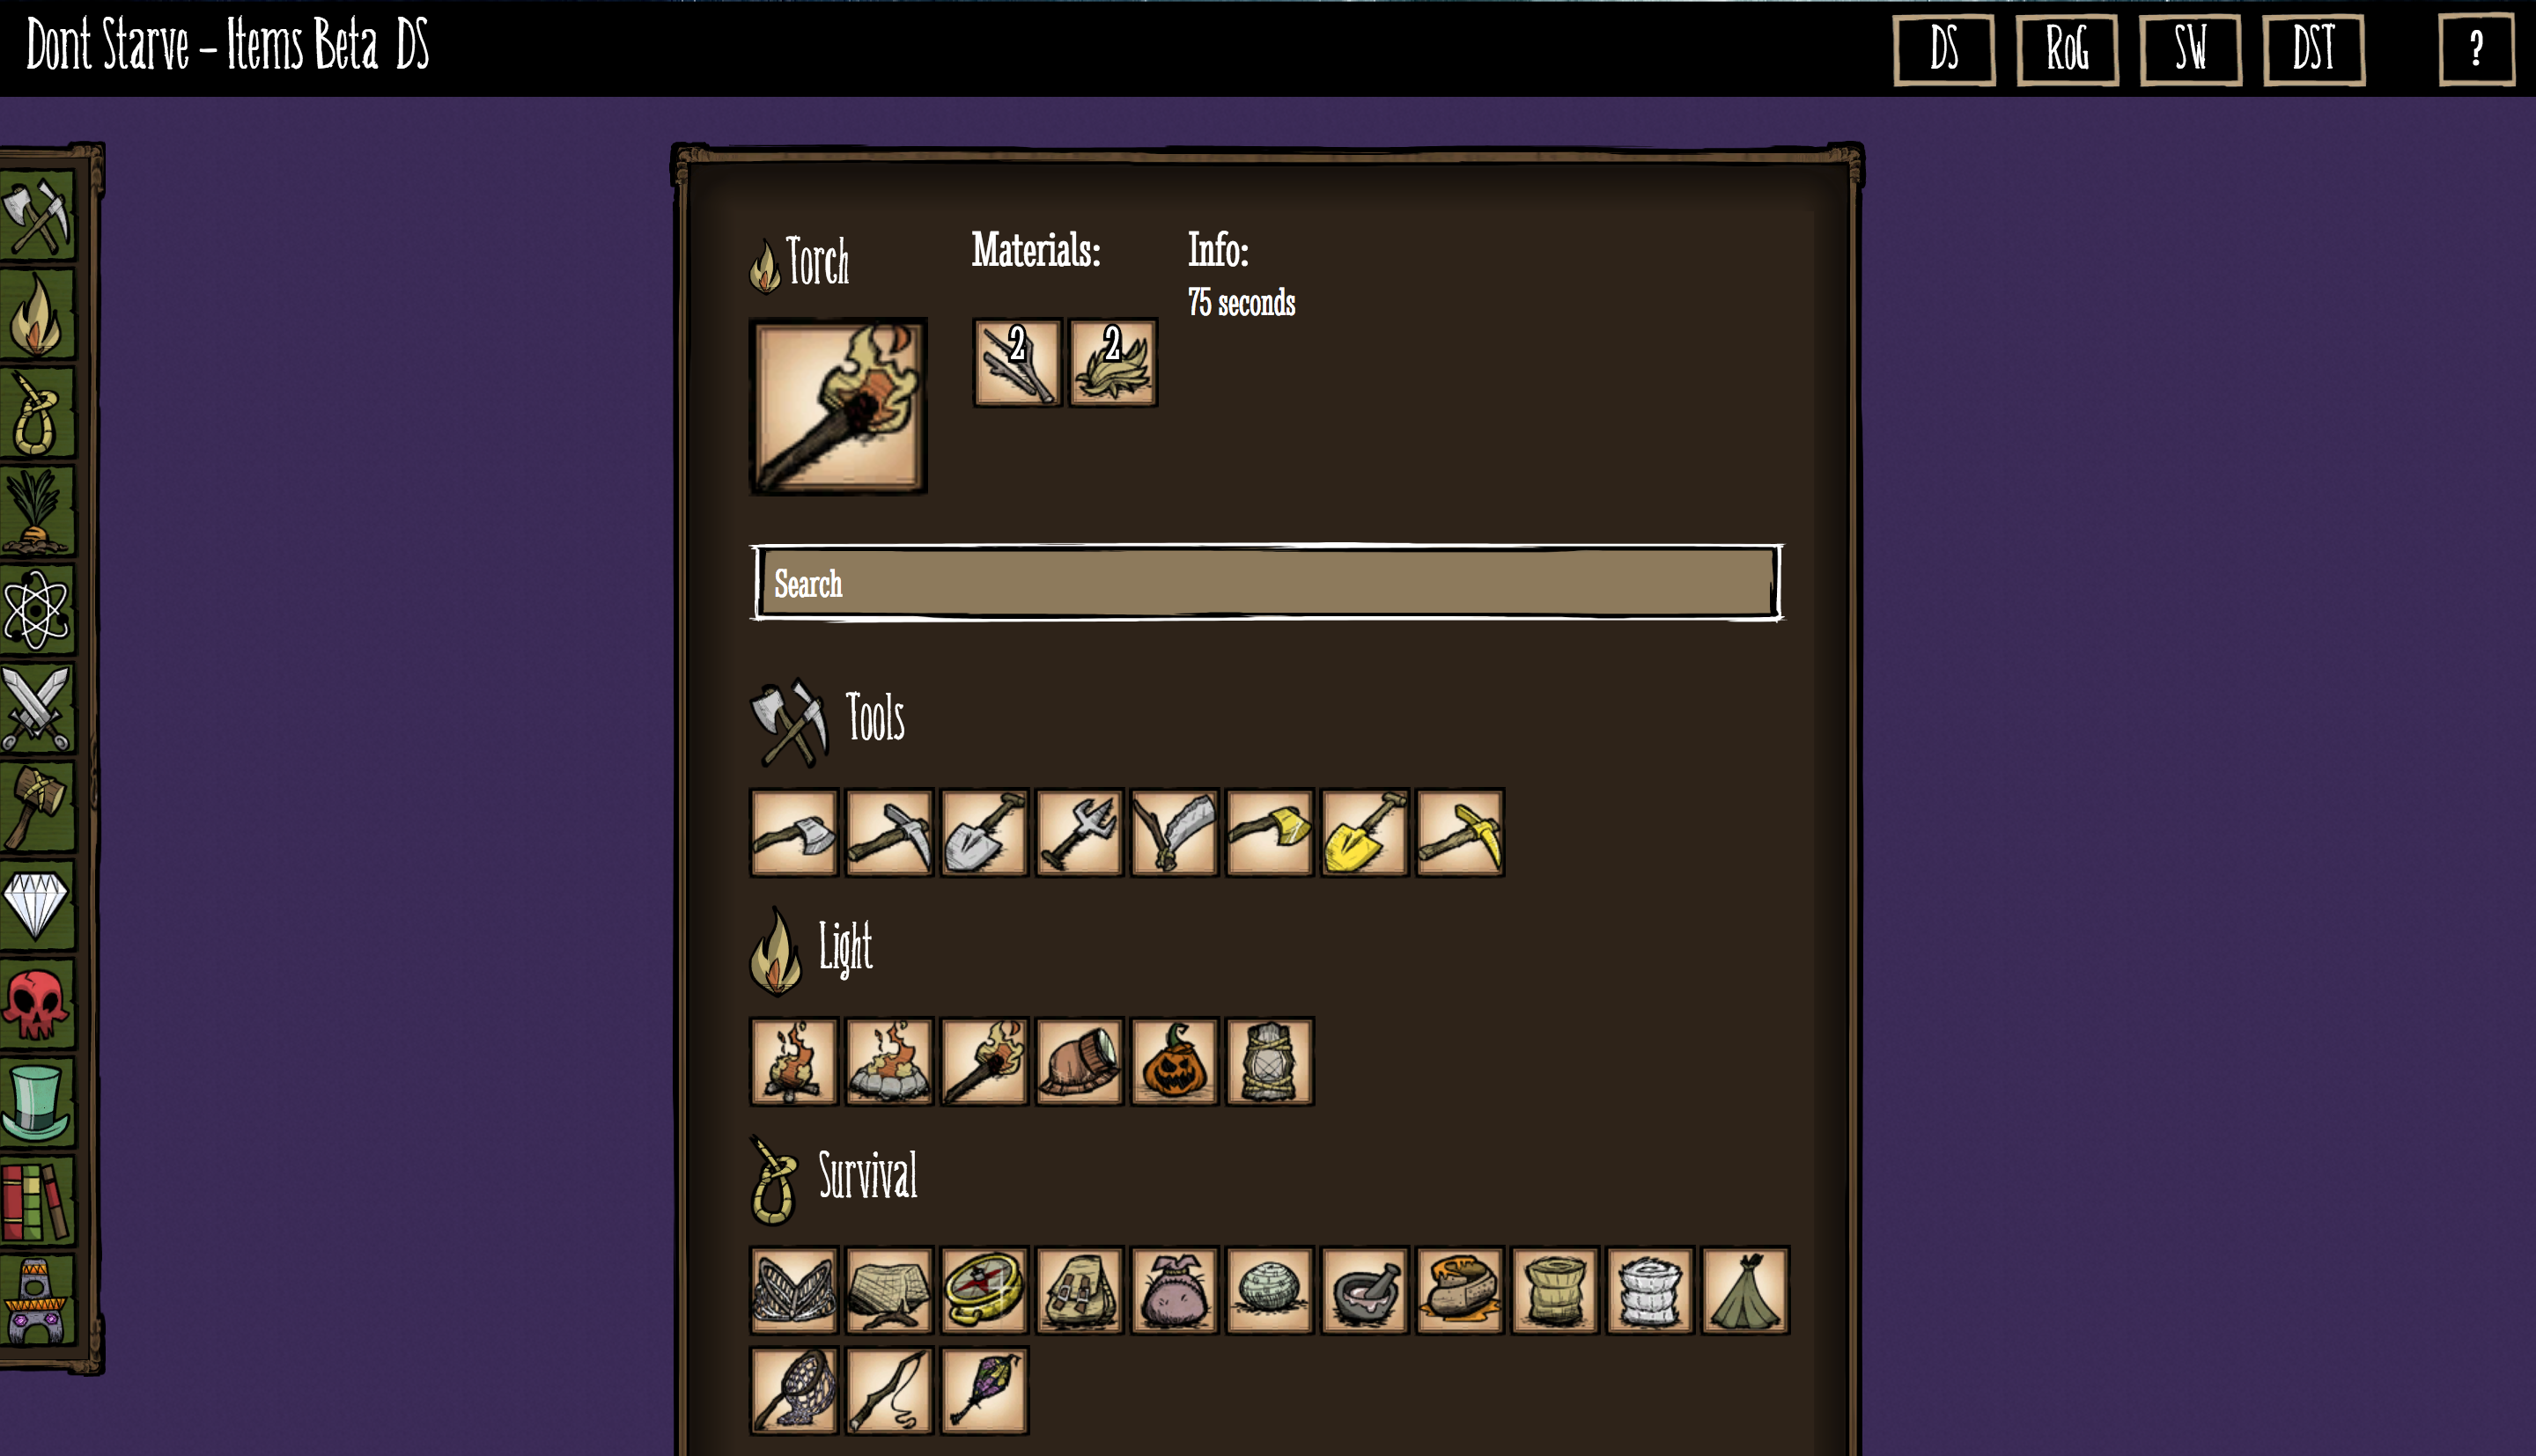 Dont Starve – Items Beta DS
DS
RoG
SW
DST
?
Torch
Materials:
Info:
75 seconds
2
2
Search
Tools
Light
Survival